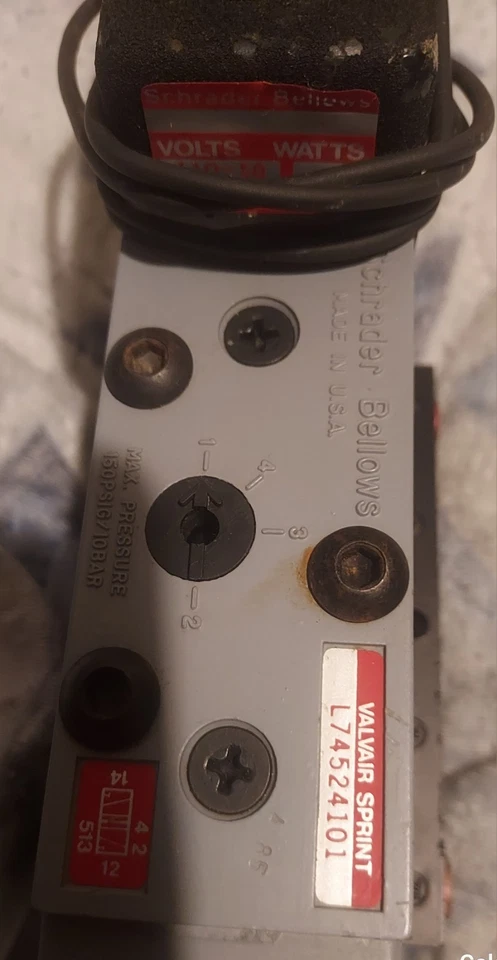 Schrader Bellows
VOLTS WATTS
Schrader Bellows
MADE IN U.S.A.
1
4
3
2
MAX. PRESSURE
150PSIG/10BAR
VALVAIR SPRINT
L74524101
14
4 2
513
12